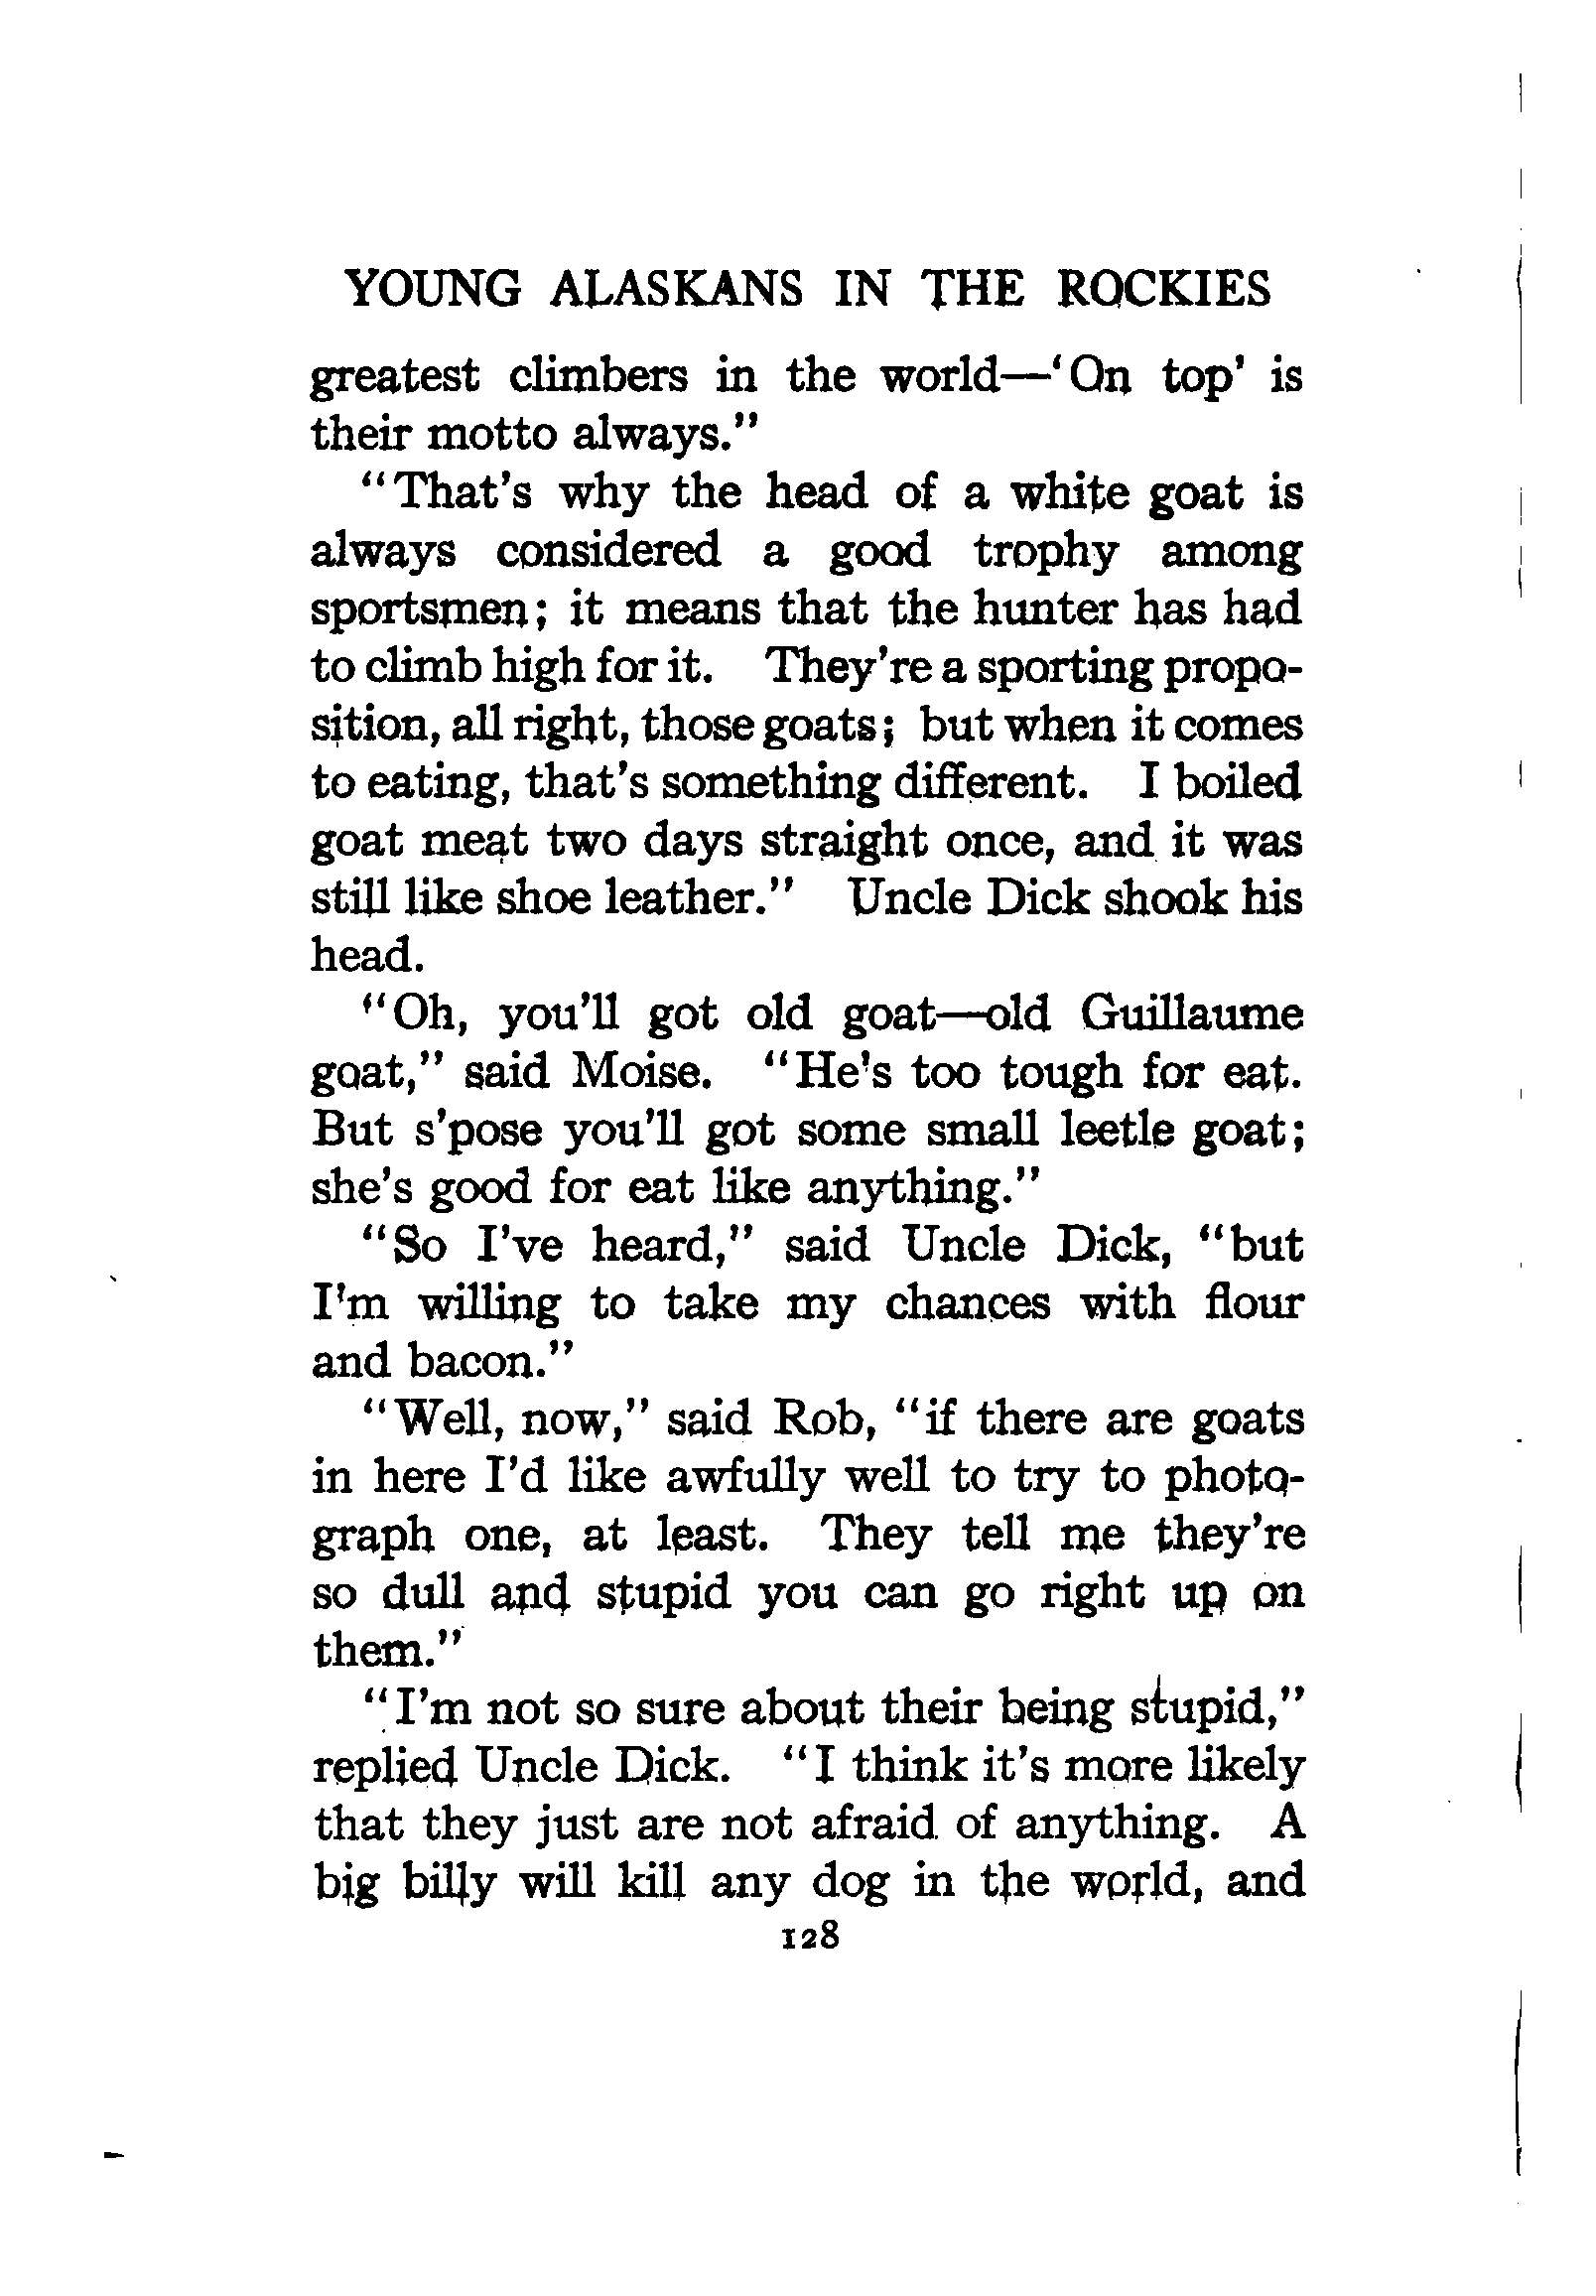 YOUNG ALASKANS IN THE ROCKIES
greatest climbers in the world—‘On top’ is
their motto always.”
“That’s why the head of a white goat is
always considered a good trophy among
sportsmen; it means that the hunter has had
to climb high for it. They’re a sporting propo-
sition, all right, those goats; but when it comes
to eating, that’s something different. I boiled
goat meat two days straight once, and it was
still like shoe leather.” Uncle Dick shook his
head.
“Oh, you’ll got old goat—old Guillaume
goat,” said Moise. “He’s too tough for eat.
But s’pose you’ll got some small leetle goat;
she’s good for eat like anything.”
“So I’ve heard,” said Uncle Dick, “but
I’m willing to take my chances with flour
and bacon.”
“Well, now,” said Rob, “if there are goats
in here I’d like awfully well to try to photo-
graph one, at least. They tell me they’re
so dull and stupid you can go right up on
them.”
“I’m not so sure about their being stupid,”
replied Uncle Dick. “I think it’s more likely
that they just are not afraid of anything. A
big billy will kill any dog in the world, and
128